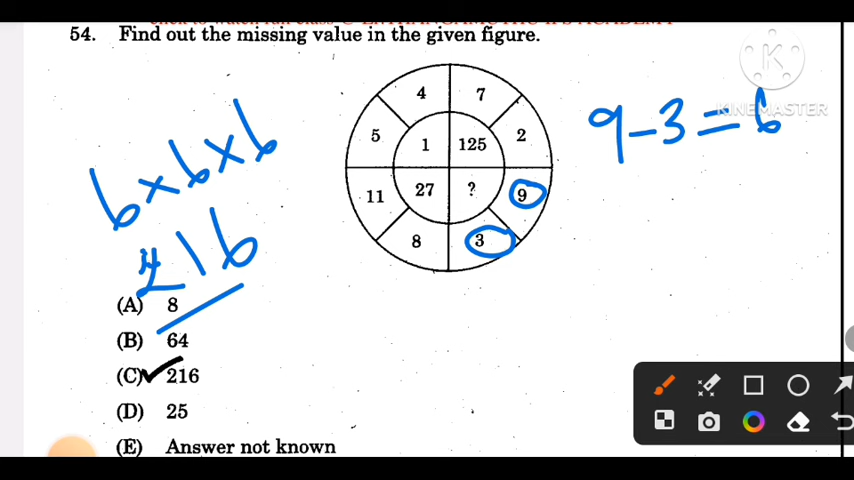 54. Find out the missing value in the given figure.
4 7
5 1 125 2
11 27 ? 9
8 3
9-3=6
KINEMASTER
6×6×6
216
(A) 8
(B) 64
(C) 216
(D) 25
(E) Answer not known